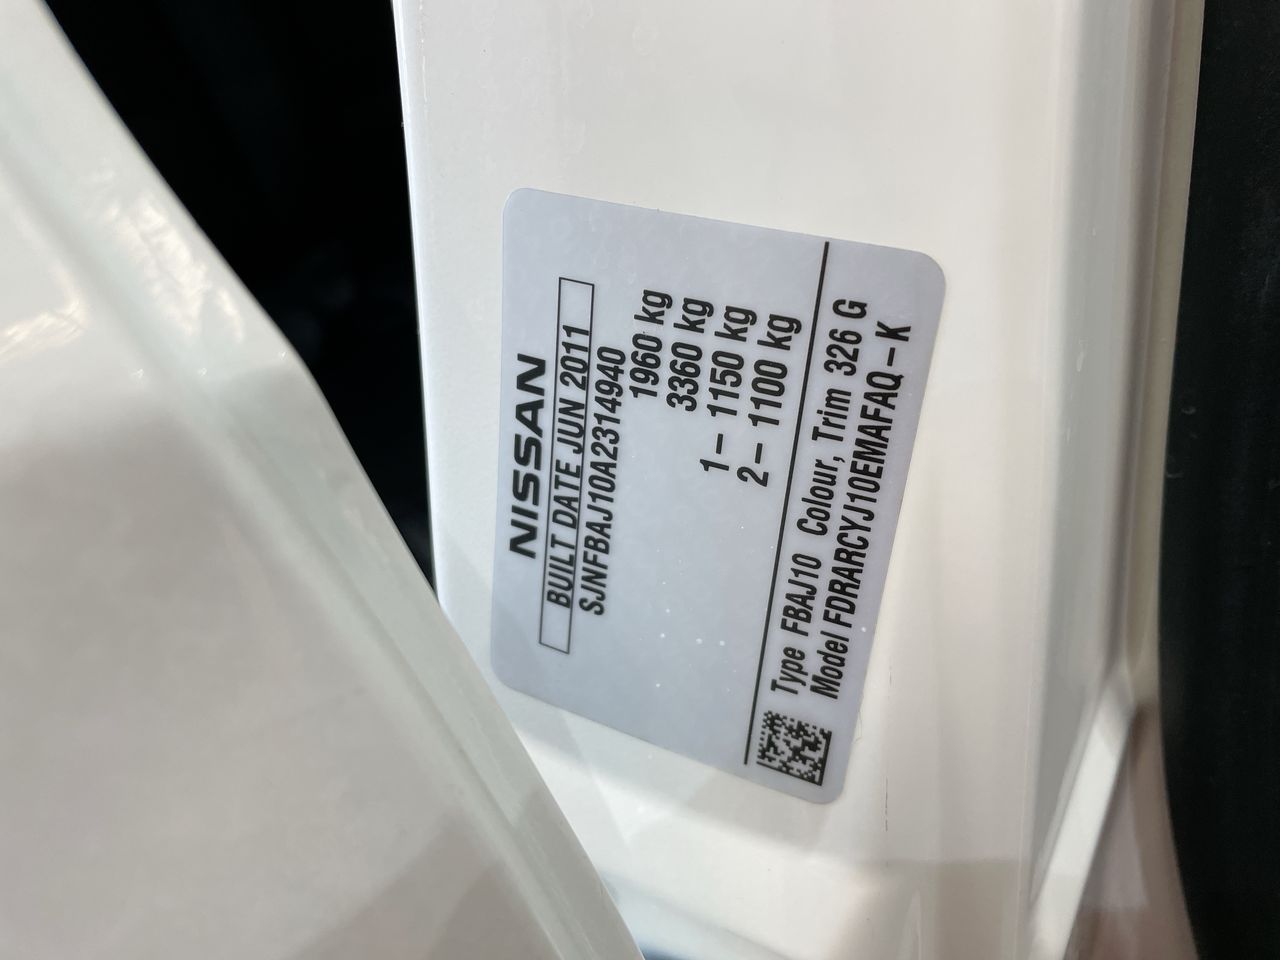 NISSAN
BUILT DATE JUN 2011
SJNFBAJ10A2314940
1960 kg
3360 kg
1– 1150 kg
2– 1100 kg
Type FBAJ10 Colour, Trim 326 G
Model FDRARCYJ10EMAFAQ–K